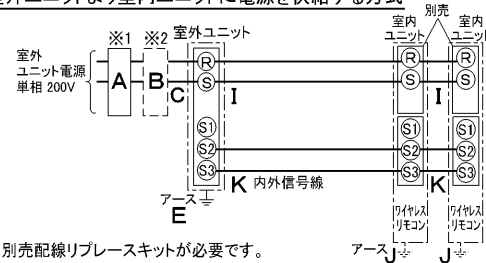 室外ユニットより室内ユニットに電源を供給する方式
※1 ※2 室外ユニット
室内ユニット 別売 室内ユニット
室外
ユニット電源
単相 200V
A B C R S I R S I R S
S1 S1 S1
S2 S2 S2
S3 K 内外信号線 S3 K S3
アース
E
ワイヤレス
リモコン
ワイヤレス
リモコン
別売配線リプレースキットが必要です。
アース J J